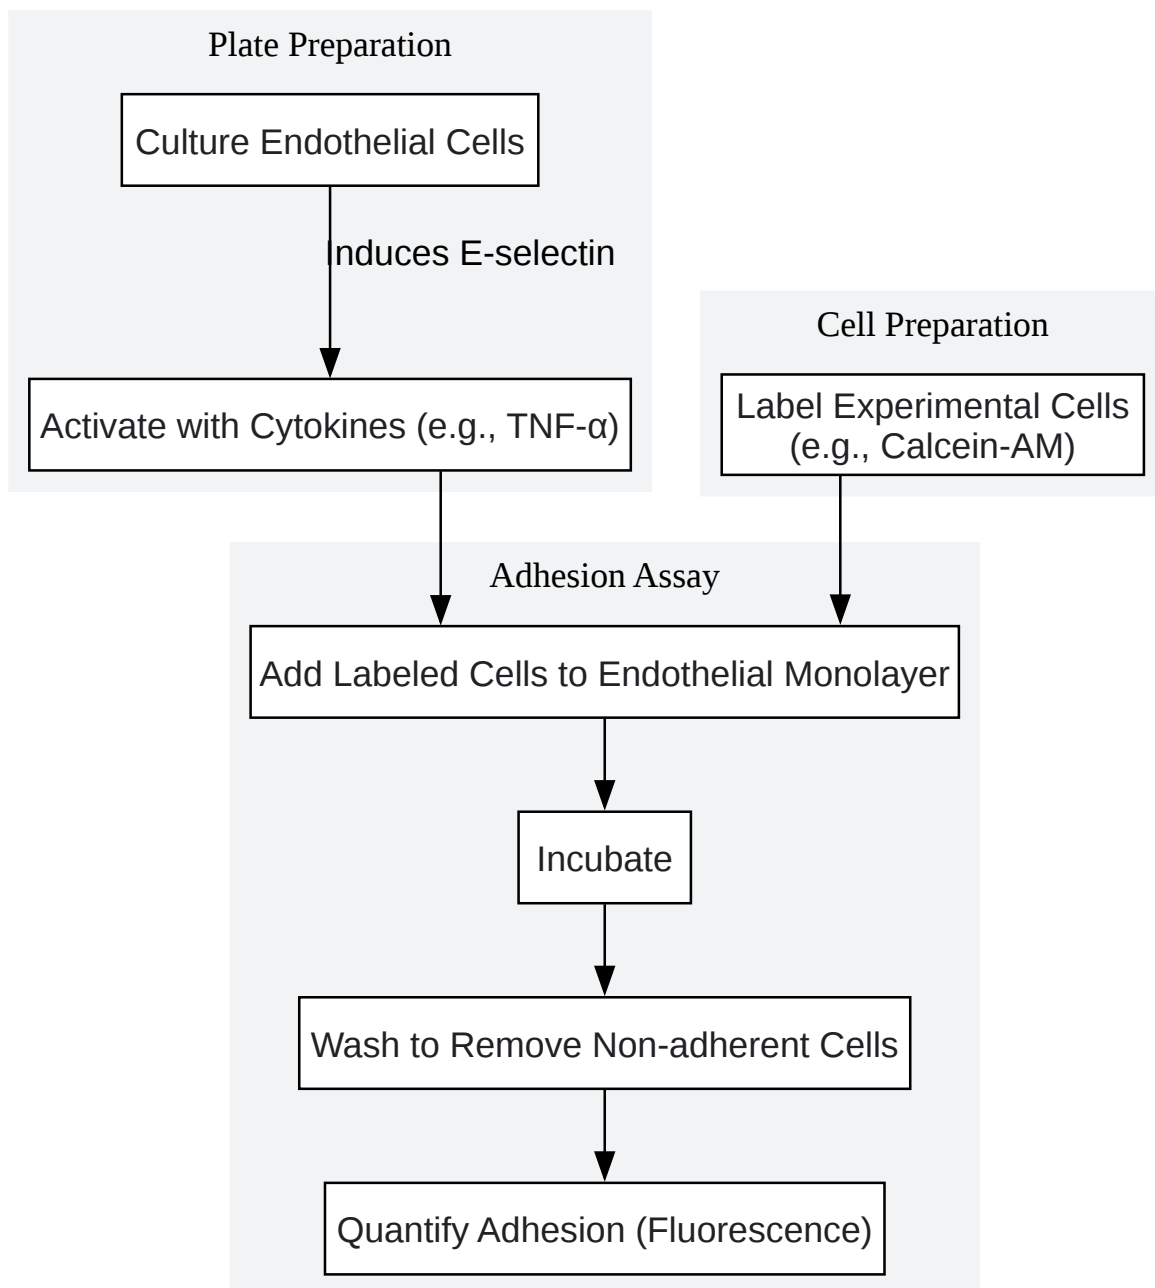 Plate Preparation
Culture Endothelial Cells
Induces E-selectin
Activate with Cytokines (e.g., TNF-α)
Cell Preparation
Label Experimental Cells
(e.g., Calcein-AM)
Adhesion Assay
Add Labeled Cells to Endothelial Monolayer
Incubate
Wash to Remove Non-adherent Cells
Quantify Adhesion (Fluorescence)